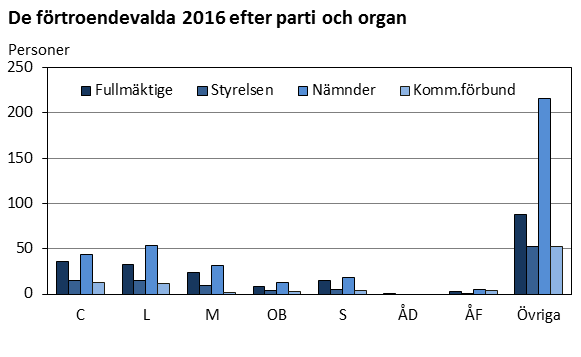 De förtroendevalda 2016 efter parti och organ
Personer
250
Fullmäktige Styrelsen Nämnder Komm.förbund
200
150
100
50
0
C L M OB S ÅD ÅF Övriga